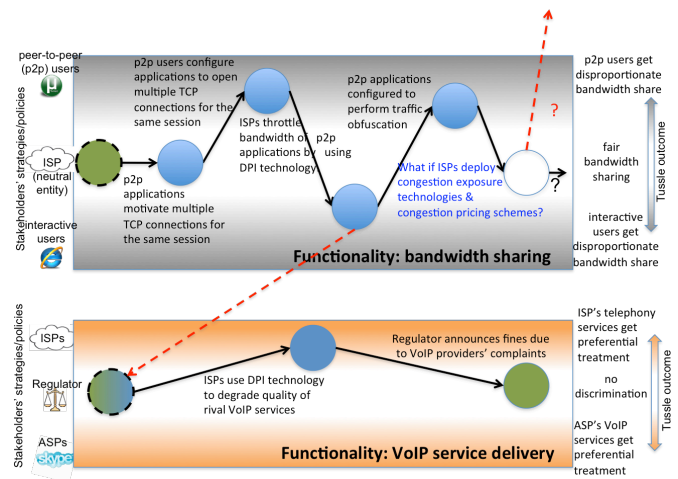 peer-to-peer
(p2p) users
Stakeholders' strategies/policies
ISP
(neutral
entity)
interactive
users
p2p users configure
applications to open
multiple TCP
connections for the
same session
p2p
applications
motivate multiple
TCP connections for
the same session
ISPs throttle
bandwidth of p2p
applications by using
DPI technology
p2p applications
configured to
perform traffic
obfuscation
What if ISPs deploy
congestion exposure
technologies &
congestion pricing schemes?
?
?
Functionality: bandwidth sharing
p2p users get
disproportionate
bandwidth share
fair
bandwidth
sharing
interactive
users get
disproportionate
bandwidth share
Tussle outcome
Stakeholders' strategies/policies
ISPs
Regulator
ASPs
skype
ISPs use DPI technology
to degrade quality of
rival VoIP services
Regulator announces fines due
to VoIP providers' complaints
Functionality: VoIP service delivery
ISP's telephony
services get
preferential
treatment
no
discrimination
ASP's VoIP
services get
preferential
treatment
Tussle outcome